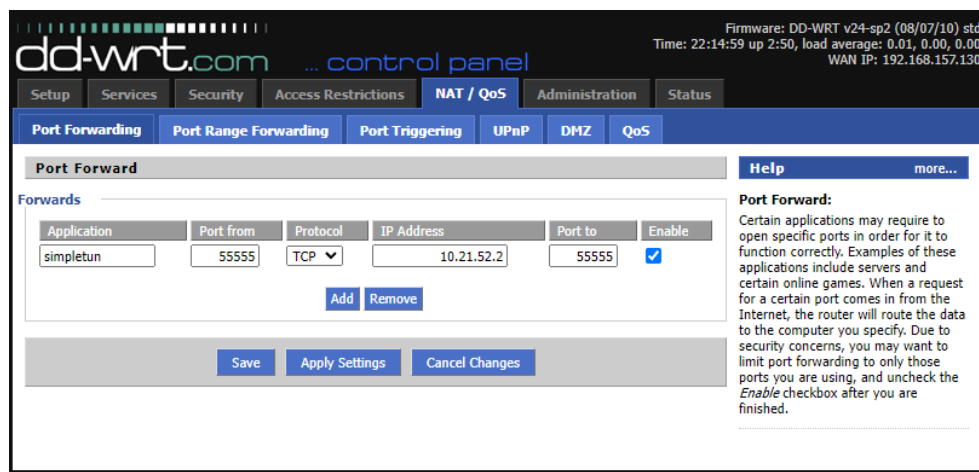 Firmware: DD-WRT v24-sp2 (08/07/10) std
Time: 22:14:59 up 2:50, load average: 0.01, 0.00, 0.00
WAN IP: 192.168.157.130
dd-wrt.com ... control panel
Setup Services Security Access Restrictions NAT / QoS Administration Status
Port Forwarding Port Range Forwarding Port Triggering UPnP DMZ QoS
Port Forward
Forwards
Application Port from Protocol IP Address Port to Enable
simpletun 55555 TCP 10.21.52.2 55555
Add Remove
Save Apply Settings Cancel Changes
Help more...
Port Forward:
Certain applications may require to
open specific ports in order for it to
function correctly. Examples of these
applications include servers and
certain online games. When a request
for a certain port comes in from the
Internet, the router will route the data
to the computer you specify. Due to
security concerns, you may want to
limit port forwarding to only those
ports you are using, and uncheck the
Enable checkbox after you are
finished.